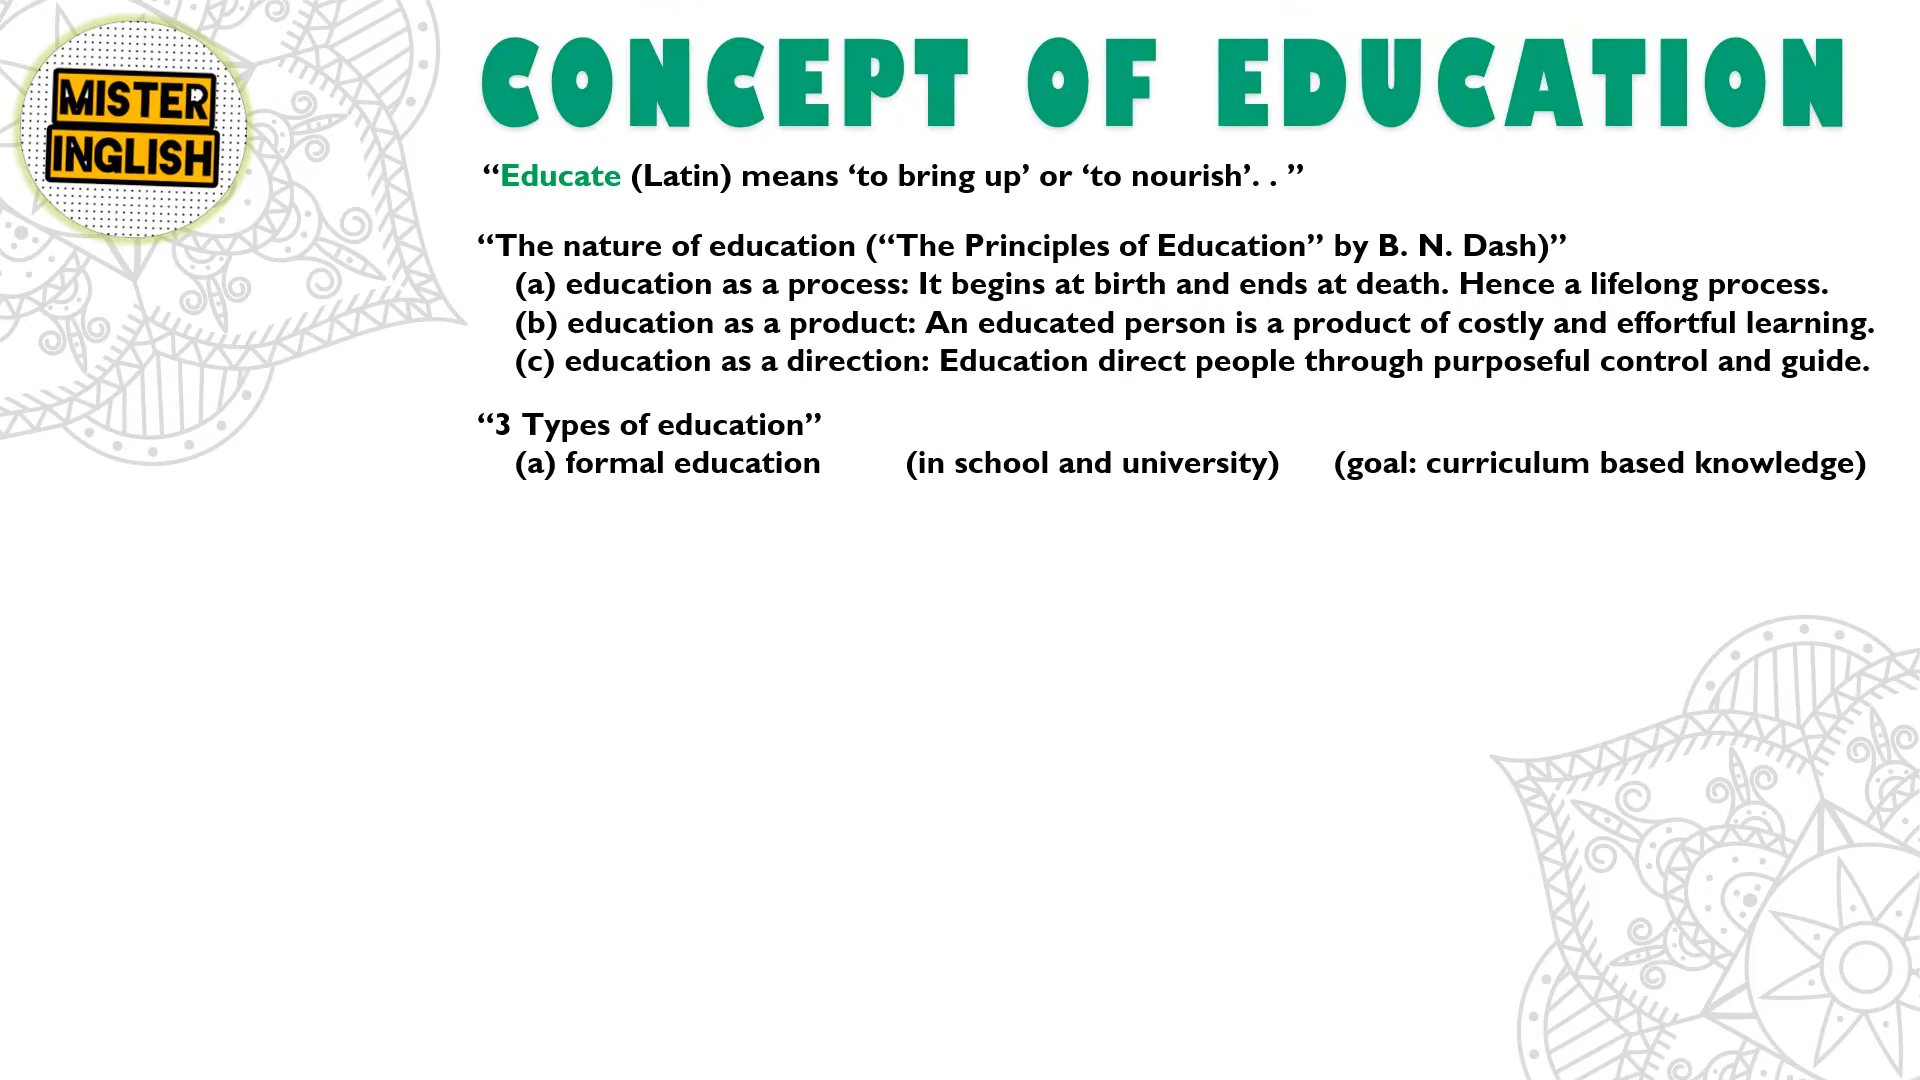 MISTER
INGLISH
CONCEPT OF EDUCATION
“Educate (Latin) means ‘to bring up’ or ‘to nourish’. . ”
“The nature of education (“The Principles of Education” by B. N. Dash)”
(a) education as a process: It begins at birth and ends at death. Hence a lifelong process.
(b) education as a product: An educated person is a product of costly and effortful learning.
(c) education as a direction: Education direct people through purposeful control and guide.
“3 Types of education”
(a) formal education (in school and university) (goal: curriculum based knowledge)